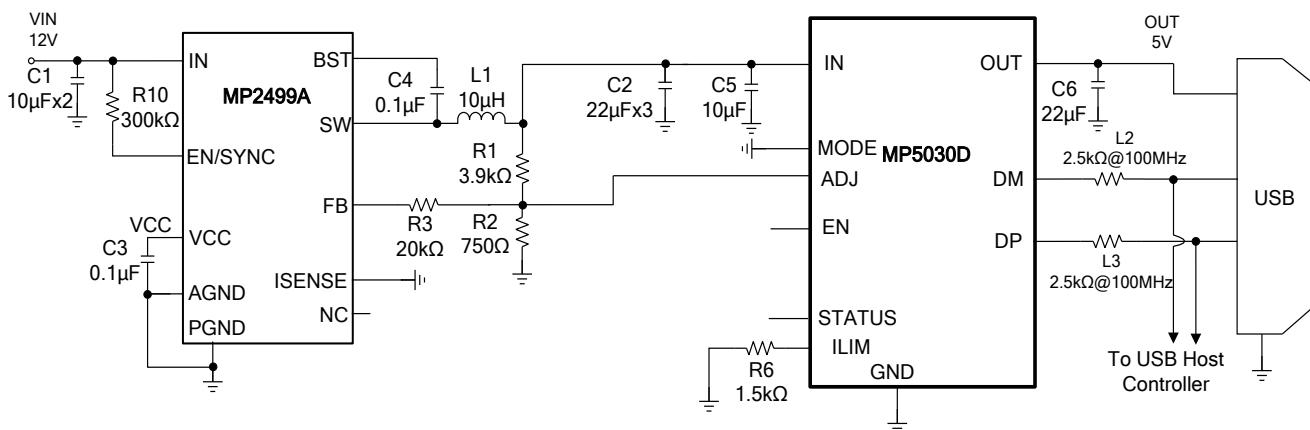 VIN
12V
C1
10µFx2
R10
300kΩ
IN
BST
MP2499A
SW
EN/SYNC
FB
VCC
VCC
C3
0.1µF
ISENSE
AGND
NC
PGND
C4
0.1µF
L1
10µH
R1
3.9kΩ
R3
20kΩ
R2
750Ω
C2
22µFx3
C5
10µF
IN
OUT
MODE
MP5030D
ADJ
DM
EN
DP
STATUS
ILIM
GND
R6
1.5kΩ
OUT
5V
C6
22µF
L2
2.5kΩ@100MHz
L3
2.5kΩ@100MHz
USB
To USB Host
Controller